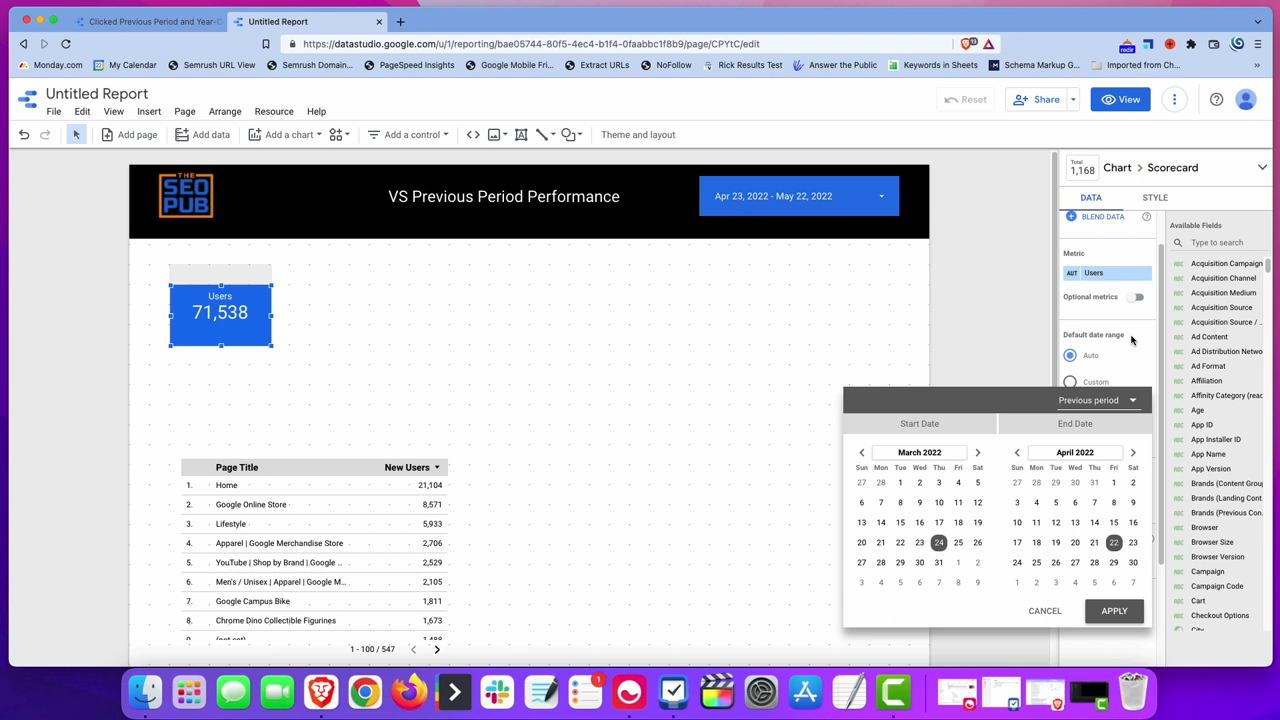 Clicked Previous Period and Year-O
Untitled Report
https://datastudio.google.com/u/1/reporting/bae05744-80f5-4ec4-b1f4-0faabbc1f8b9/page/CPYtC/edit
Monday.com
My Calendar
Semrush URL View
Semrush Domain...
PageSpeed Insights
Google Mobile Fri...
Extract URLs
NoFollow
Rick Results Test
Answer the Public
Keywords in Sheets
Schema Markup G...
Imported from Ch...
Untitled Report
File Edit View Insert Page Arrange Resource Help
Reset
Share
View
Add page
Add data
Add a chart
Add a control
Theme and layout
THE
SEO
PUB
VS Previous Period Performance
Apr 23, 2022 - May 22, 2022
Users
71,538
Page Title New Users
1. Home 21,104
2. Google Online Store 8,571
3. Lifestyle 5,933
4. Apparel | Google Merchandise Store 2,706
5. YouTube | Shop by Brand | Google ... 2,529
6. Men's / Unisex | Apparel | Google M... 2,105
7. Google Campus Bike 1,811
8. Chrome Dino Collectible Figurines 1,673
9. (not set) 1,488
1 - 100 / 547
Total
1,168
Chart > Scorecard
DATA STYLE
BLEND DATA
Metric
AUT Users
Optional metrics
Default date range
Auto
Custom
Previous period
Start Date End Date
March 2022
Sun Mon Tue Wed Thu Fri Sat
27 28 1 2 3 4 5
6 7 8 9 10 11 12
13 14 15 16 17 18 19
20 21 22 23 24 25 26
27 28 29 30 31 1 2
3 4 5 6 7 8 9
April 2022
Sun Mon Tue Wed Thu Fri Sat
27 28 29 30 31 1 2
3 4 5 6 7 8 9
10 11 12 13 14 15 16
17 18 19 20 21 22 23
24 25 26 27 28 29 30
1 2 3 4 5 6 7
CANCEL
APPLY
Available Fields
Type to search
Acquisition Campaign
Acquisition Channel
Acquisition Medium
Acquisition Source
Acquisition Source / ...
Ad Content
Ad Distribution Netwo
Ad Format
Affiliation
Affinity Category (reac
Age
App ID
App Installer ID
App Name
App Version
Brands (Content Group
Brands (Landing Cont
Brands (Previous Con
Browser
Browser Size
Browser Version
Campaign
Campaign Code
Cart
Checkout Options
City